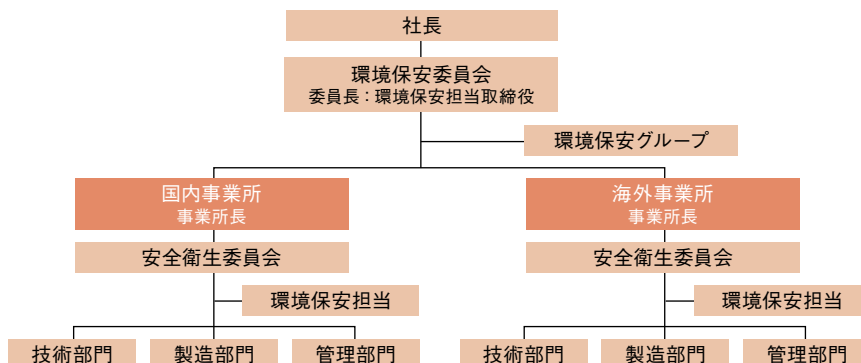 社長
環境保安委員会
委員長：環境保安担当取締役
環境保安グループ
国内事業所
事業所長
海外事業所
事業所長
安全衛生委員会
安全衛生委員会
環境保安担当
環境保安担当
技術部門
製造部門
管理部門
技術部門
製造部門
管理部門